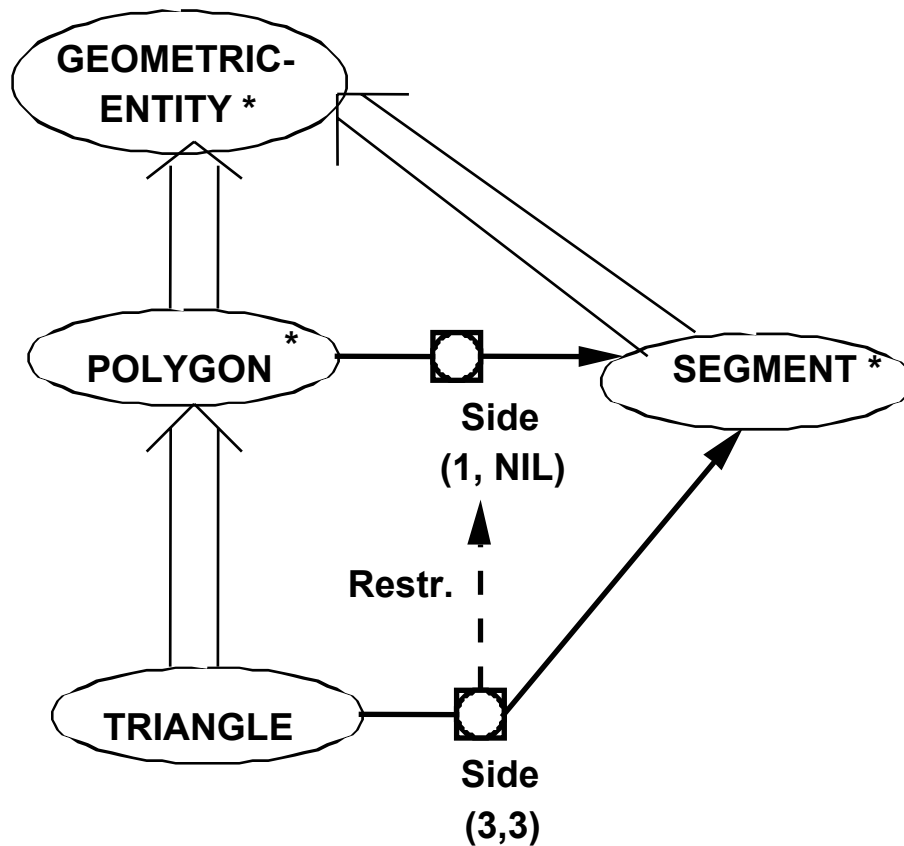 GEOMETRIC-
ENTITY *
POLYGON *
SEGMENT *
Side
(1, NIL)
Restr.
TRIANGLE
Side
(3,3)